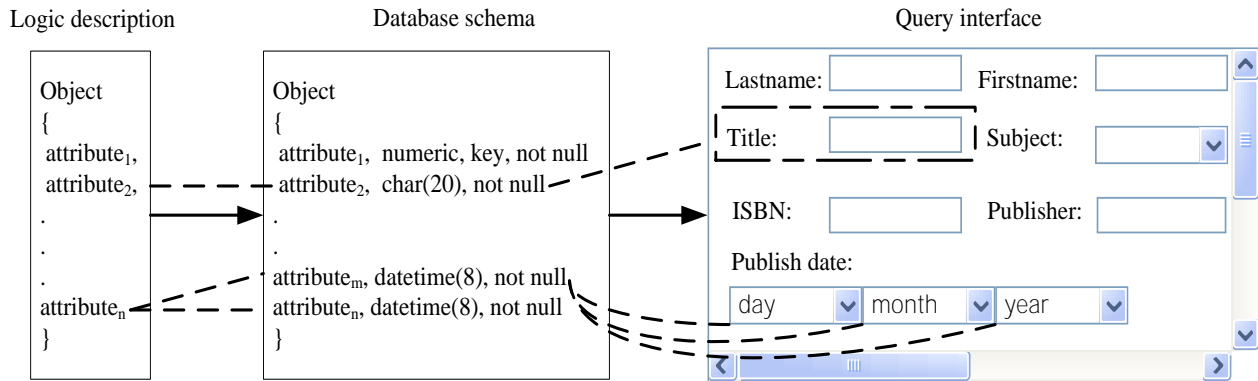 Logic description
Object
{
attribute₁,
attribute₂,
.
.
.
attributeₙ
}
Database schema
Object
{
attribute₁, numeric, key, not null
attribute₂, char(20), not null
.
.
attributeₘ, datetime(8), not null
attributeₙ, datetime(8), not null
}
Query interface
Lastname: Firstname:
Title: Subject:
ISBN: Publisher:
Publish date:
day month year